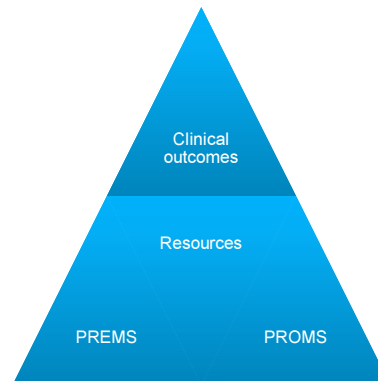 Clinical
outcomes
Resources
PREMS
PROMS